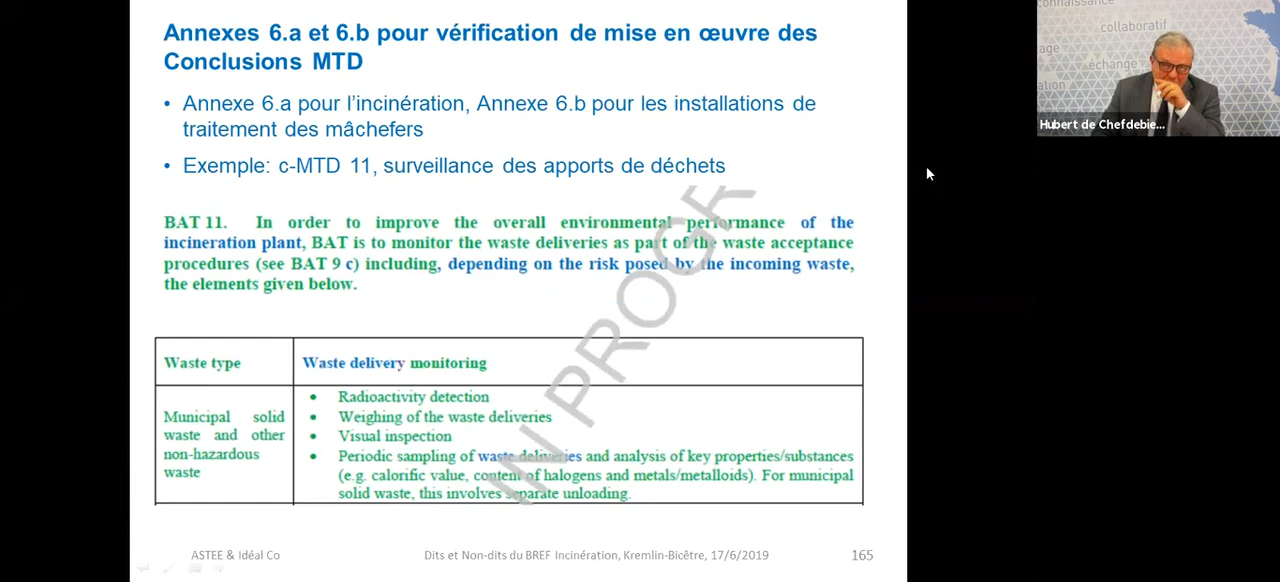 Annexes 6.a et 6.b pour vérification de mise en œuvre des
Conclusions MTD
• Annexe 6.a pour l'incinération, Annexe 6.b pour les installations de
traitement des mâchefers
• Exemple: c-MTD 11, surveillance des apports de déchets
BAT 11. In order to improve the overall environmental performance of the
incineration plant, BAT is to monitor the waste deliveries as part of the waste acceptance
procedures (see BAT 9 c) including, depending on the risk posed by the incoming waste,
the elements given below.
Waste type
Waste delivery monitoring
Municipal solid
waste and other
non-hazardous
waste
• Radioactivity detection
• Weighing of the waste deliveries
• Visual inspection
• Periodic sampling of waste deliveries and analysis of key properties/substances
(e.g. calorific value, content of halogens and metals/metalloids). For municipal
solid waste, this involves separate unloading.
IN PROGR
ASTEE & Idéal Co
Dits et Non-dits du BREF Incinération, Kremlin-Bicêtre, 17/6/2019
165
connaissance
collaboratif
age
échange
ation
Hubert de Chefdebie...